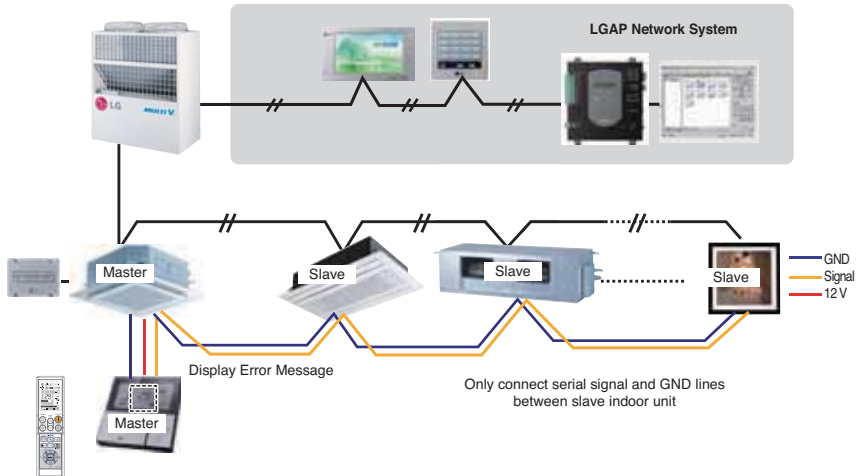 LGAP Network System
LG
MULTI V
Master
Slave
Slave
Slave
GND
Signal
12 V
Display Error Message
Master
Only connect serial signal and GND lines
between slave indoor unit